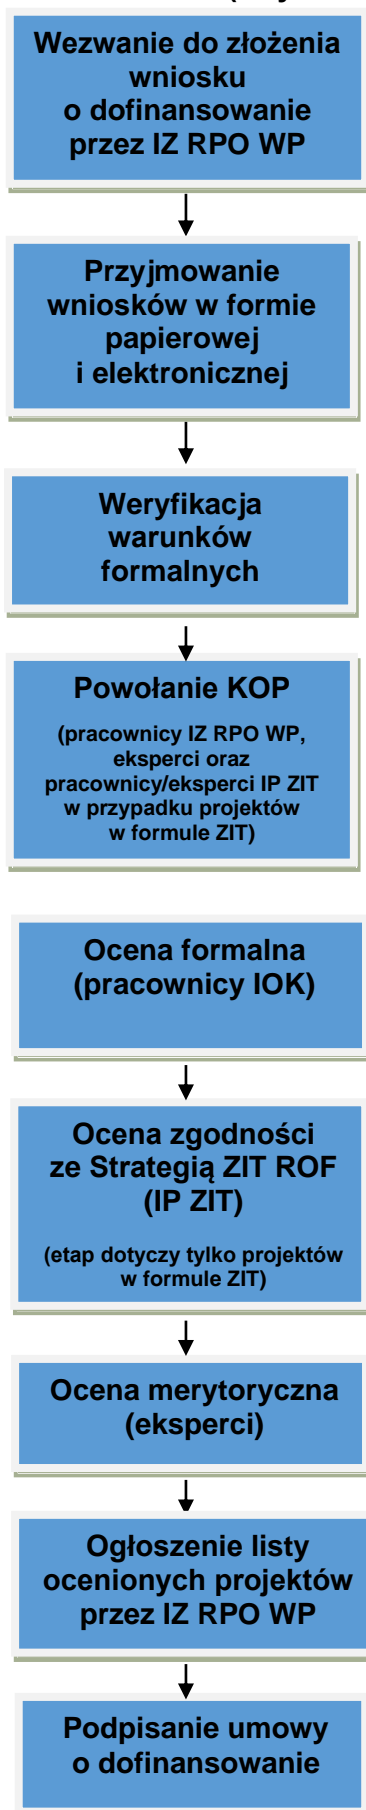 Wezwanie do złożenia
wniosku
o dofinansowanie
przez IZ RPO WP
Przyjmowanie
wniosków w formie
papierowej
i elektronicznej
Weryfikacja
warunków
formalnych
Powołanie KOP
(pracownicy IZ RPO WP,
eksperci oraz
pracownicy/eksperci IP ZIT
w przypadku projektów
w formule ZIT)
Ocena formalna
(pracownicy IOK)
Ocena zgodności
ze Strategią ZIT ROF
(IP ZIT)
(etap dotyczy tylko projektów
w formule ZIT)
Ocena merytoryczna
(eksperci)
Ogłoszenie listy
ocenionych projektów
przez IZ RPO WP
Podpisanie umowy
o dofinansowanie